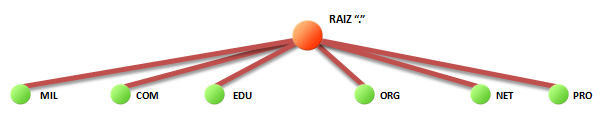 RAIZ “.”
MIL COM EDU ORG NET PRO